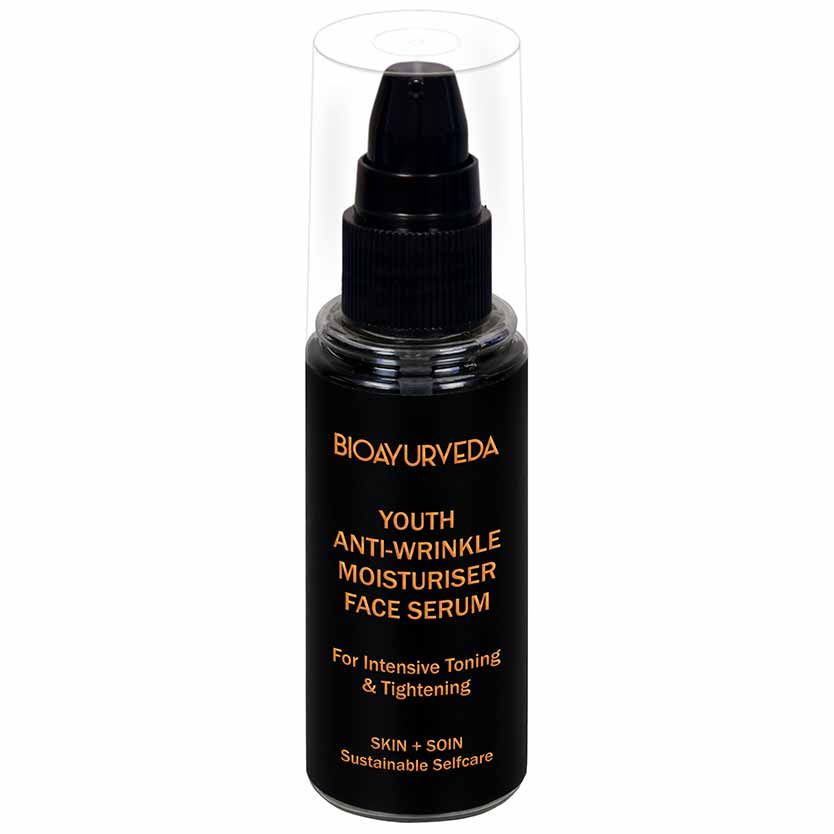 BIOAYURVEDA
YOUTH
ANTI-WRINKLE
MOISTURISER
FACE SERUM
For Intensive Toning
& Tightening
SKIN + SOIN
Sustainable Selfcare